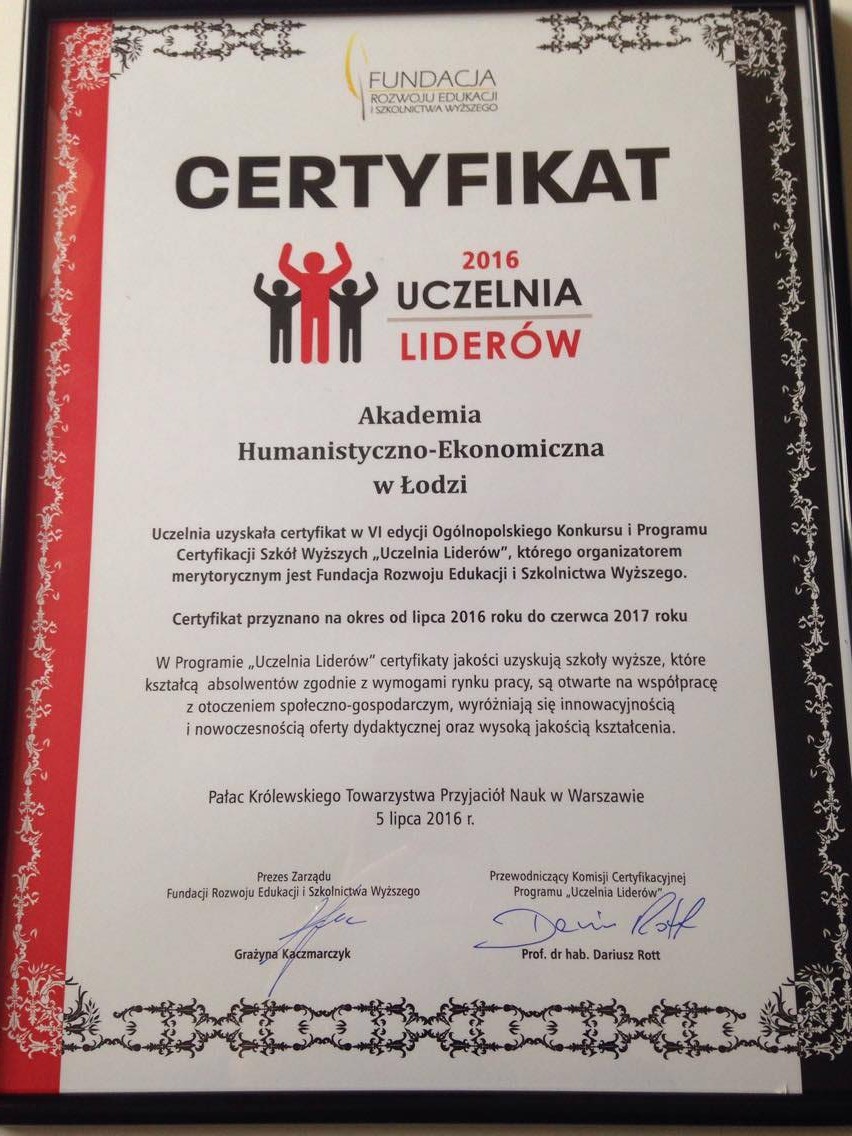 FUNDACJA
ROZWOJU EDUKACJI
I SZKOLNICTWA WYŻSZEGO
CERTYFIKAT
2016
UCZELNIA
LIDERÓW
Akademia
Humanistyczno-Ekonomiczna
w Łodzi
Uczelnia uzyskała certyfikat w VI edycji Ogólnopolskiego Konkursu i Programu
Certyfikacji Szkół Wyższych „Uczelnia Liderów”, którego organizatorem
merytorycznym jest Fundacja Rozwoju Edukacji i Szkolnictwa Wyższego.
Certyfikat przyznano na okres od lipca 2016 roku do czerwca 2017 roku
W Programie „Uczelnia Liderów” certyfikaty jakości uzyskują szkoły wyższe, które
kształcą absolwentów zgodnie z wymogami rynku pracy, są otwarte na współpracę
z otoczeniem społeczno-gospodarczym, wyróżniają się innowacyjnością
i nowoczesnością oferty dydaktycznej oraz wysoką jakością kształcenia.
Pałac Królewskiego Towarzystwa Przyjaciół Nauk w Warszawie
5 lipca 2016 r.
Prezes Zarządu
Fundacji Rozwoju Edukacji i Szkolnictwa Wyższego
Grażyna Kaczmarczyk
Przewodniczący Komisji Certyfikacyjnej
Programu „Uczelnia Liderów”
Dariusz Rott
Prof. dr hab. Dariusz Rott